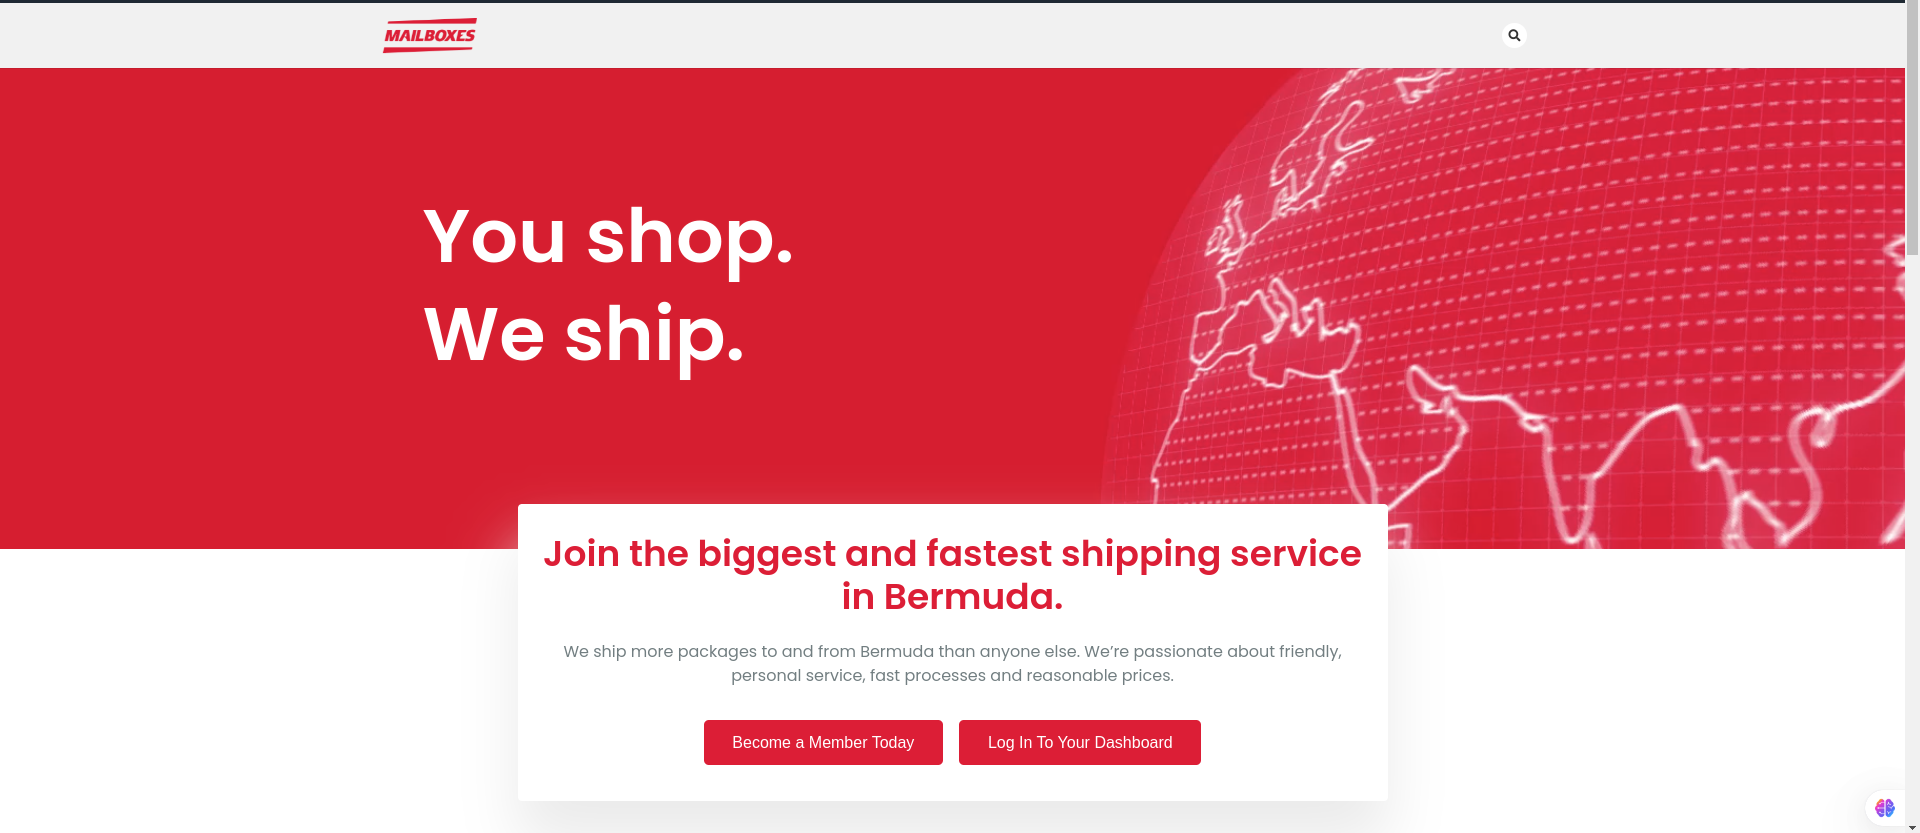 MAILBOXES
You shop.
We ship.
Join the biggest and fastest shipping service
in Bermuda.
We ship more packages to and from Bermuda than anyone else. We’re passionate about friendly,
personal service, fast processes and reasonable prices.
Become a Member Today
Log In To Your Dashboard